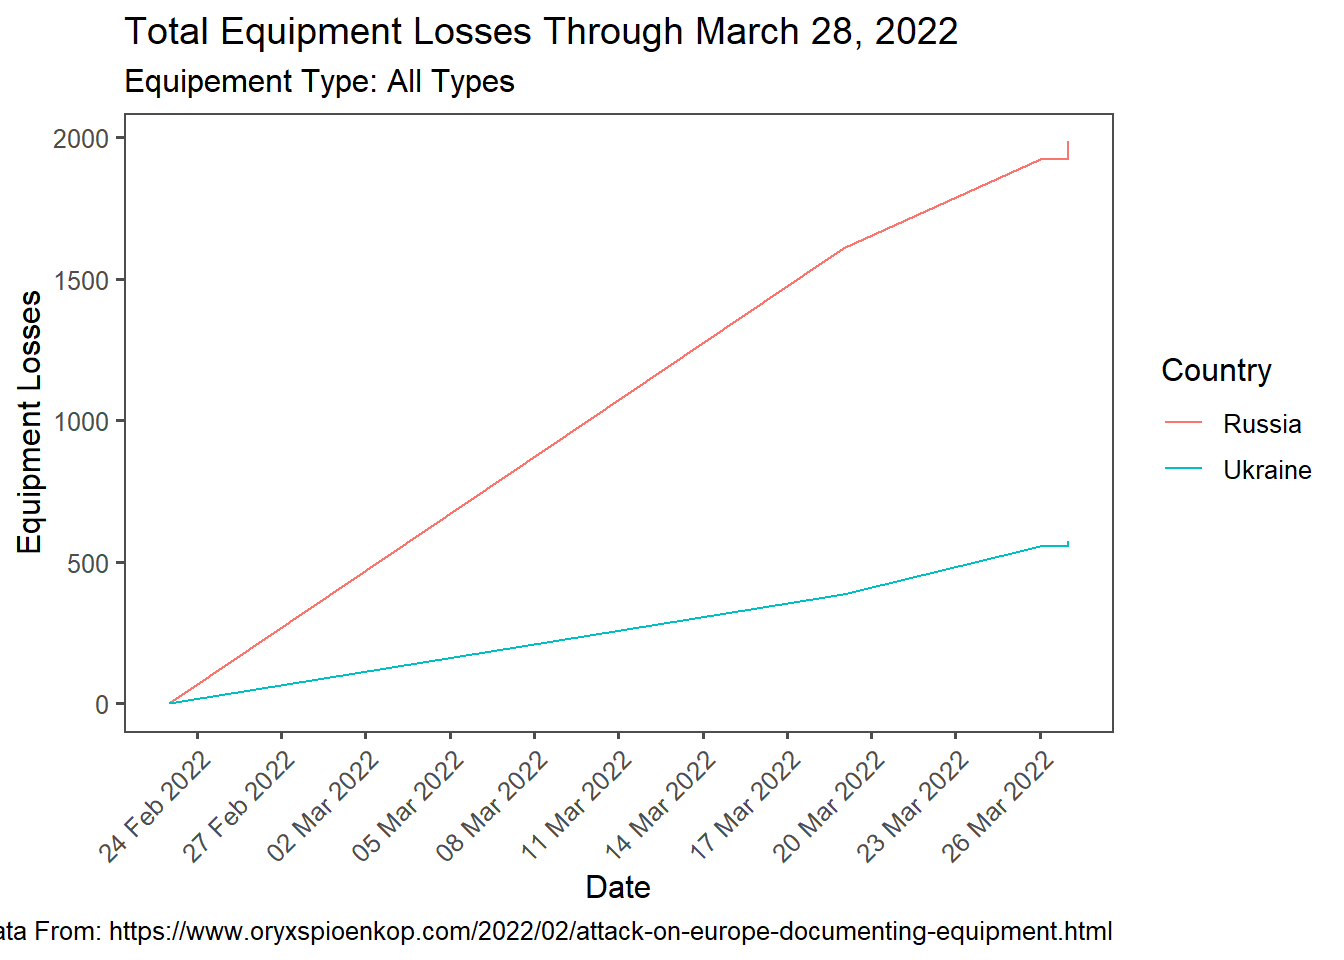 Total Equipment Losses Through March 28, 2022
Equipement Type: All Types
2000
1500
1000
500
0
Equipment Losses
24 Feb 2022
27 Feb 2022
02 Mar 2022
05 Mar 2022
08 Mar 2022
11 Mar 2022
14 Mar 2022
17 Mar 2022
20 Mar 2022
23 Mar 2022
26 Mar 2022
Date
Country
Russia
Ukraine
ata From: https://www.oryxspioenkop.com/2022/02/attack-on-europe-documenting-equipment.html